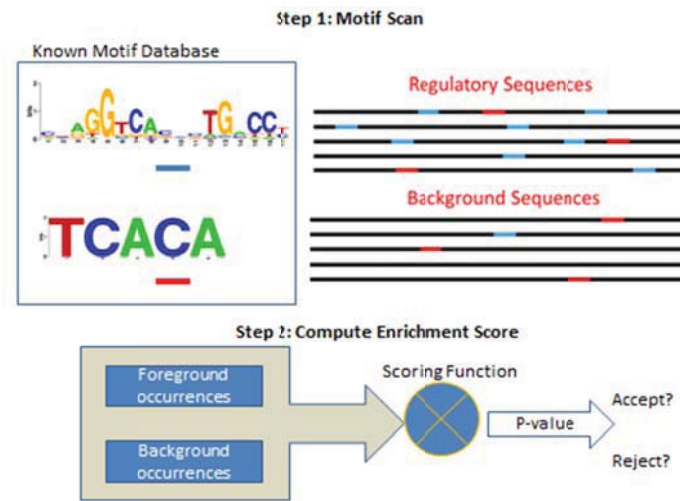 Step 1: Motif Scan
Known Motif Database
Regulatory Sequences
TCACA
Background Sequences
Step 2: Compute Enrichment Score
Foreground
occurrences
Background
occurrences
Scoring Function
P-value
Accept?
Reject?